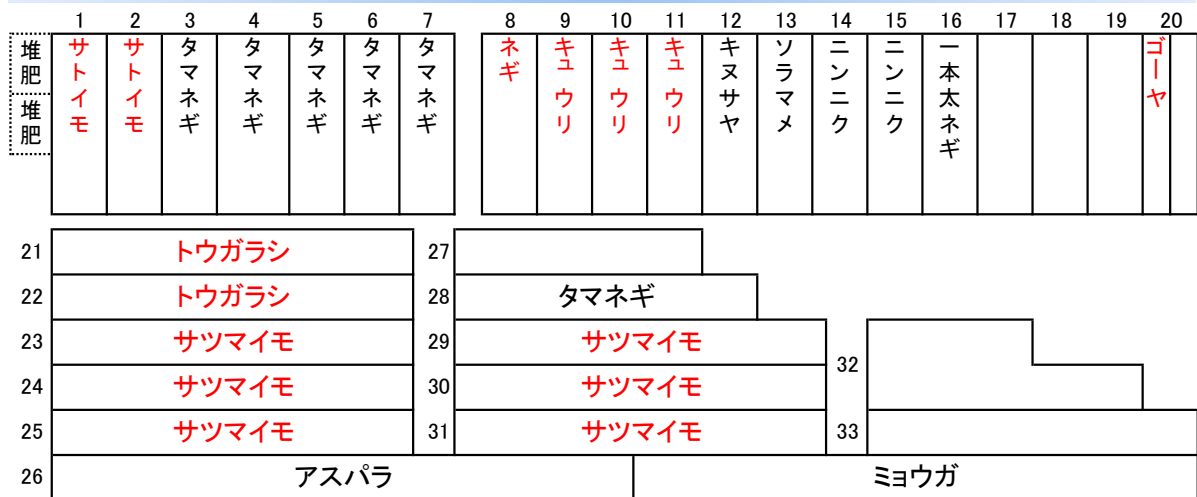 1 2 3 4 5 6 7 8 9 10 11 12 13 14 15 16 17 18 19 20
堆肥
堆肥
サトイモ
サトイモ
タマネギ
タマネギ
タマネギ
タマネギ
タマネギ
ネギ
キュウリ
キュウリ
キュウリ
キヌサヤ
ソラマメ
ニンニク
ニンニク
一本太ネギ
ゴーヤ
21 トウガラシ 27
22 トウガラシ 28 タマネギ
23 サツマイモ 29 サツマイモ
32
24 サツマイモ 30 サツマイモ
25 サツマイモ 31 サツマイモ 33
26 アスパラ ミョウガ